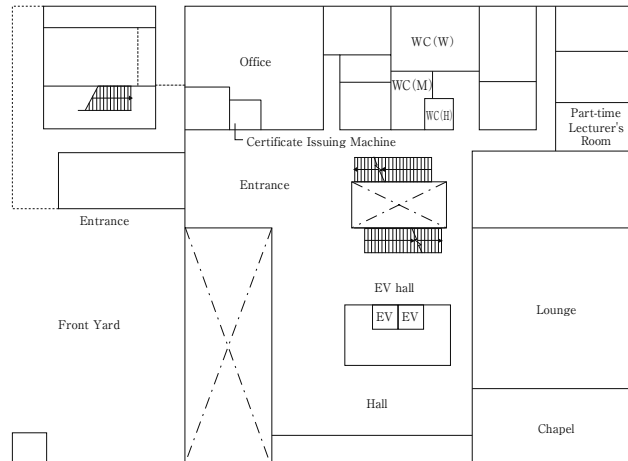 WC(W)
Office
WC(M)
WC(H)
Part-time
Lecturer's
Room
Certificate Issuing Machine
Entrance
Entrance
EV hall
EV EV
Lounge
Front Yard
Hall
Chapel